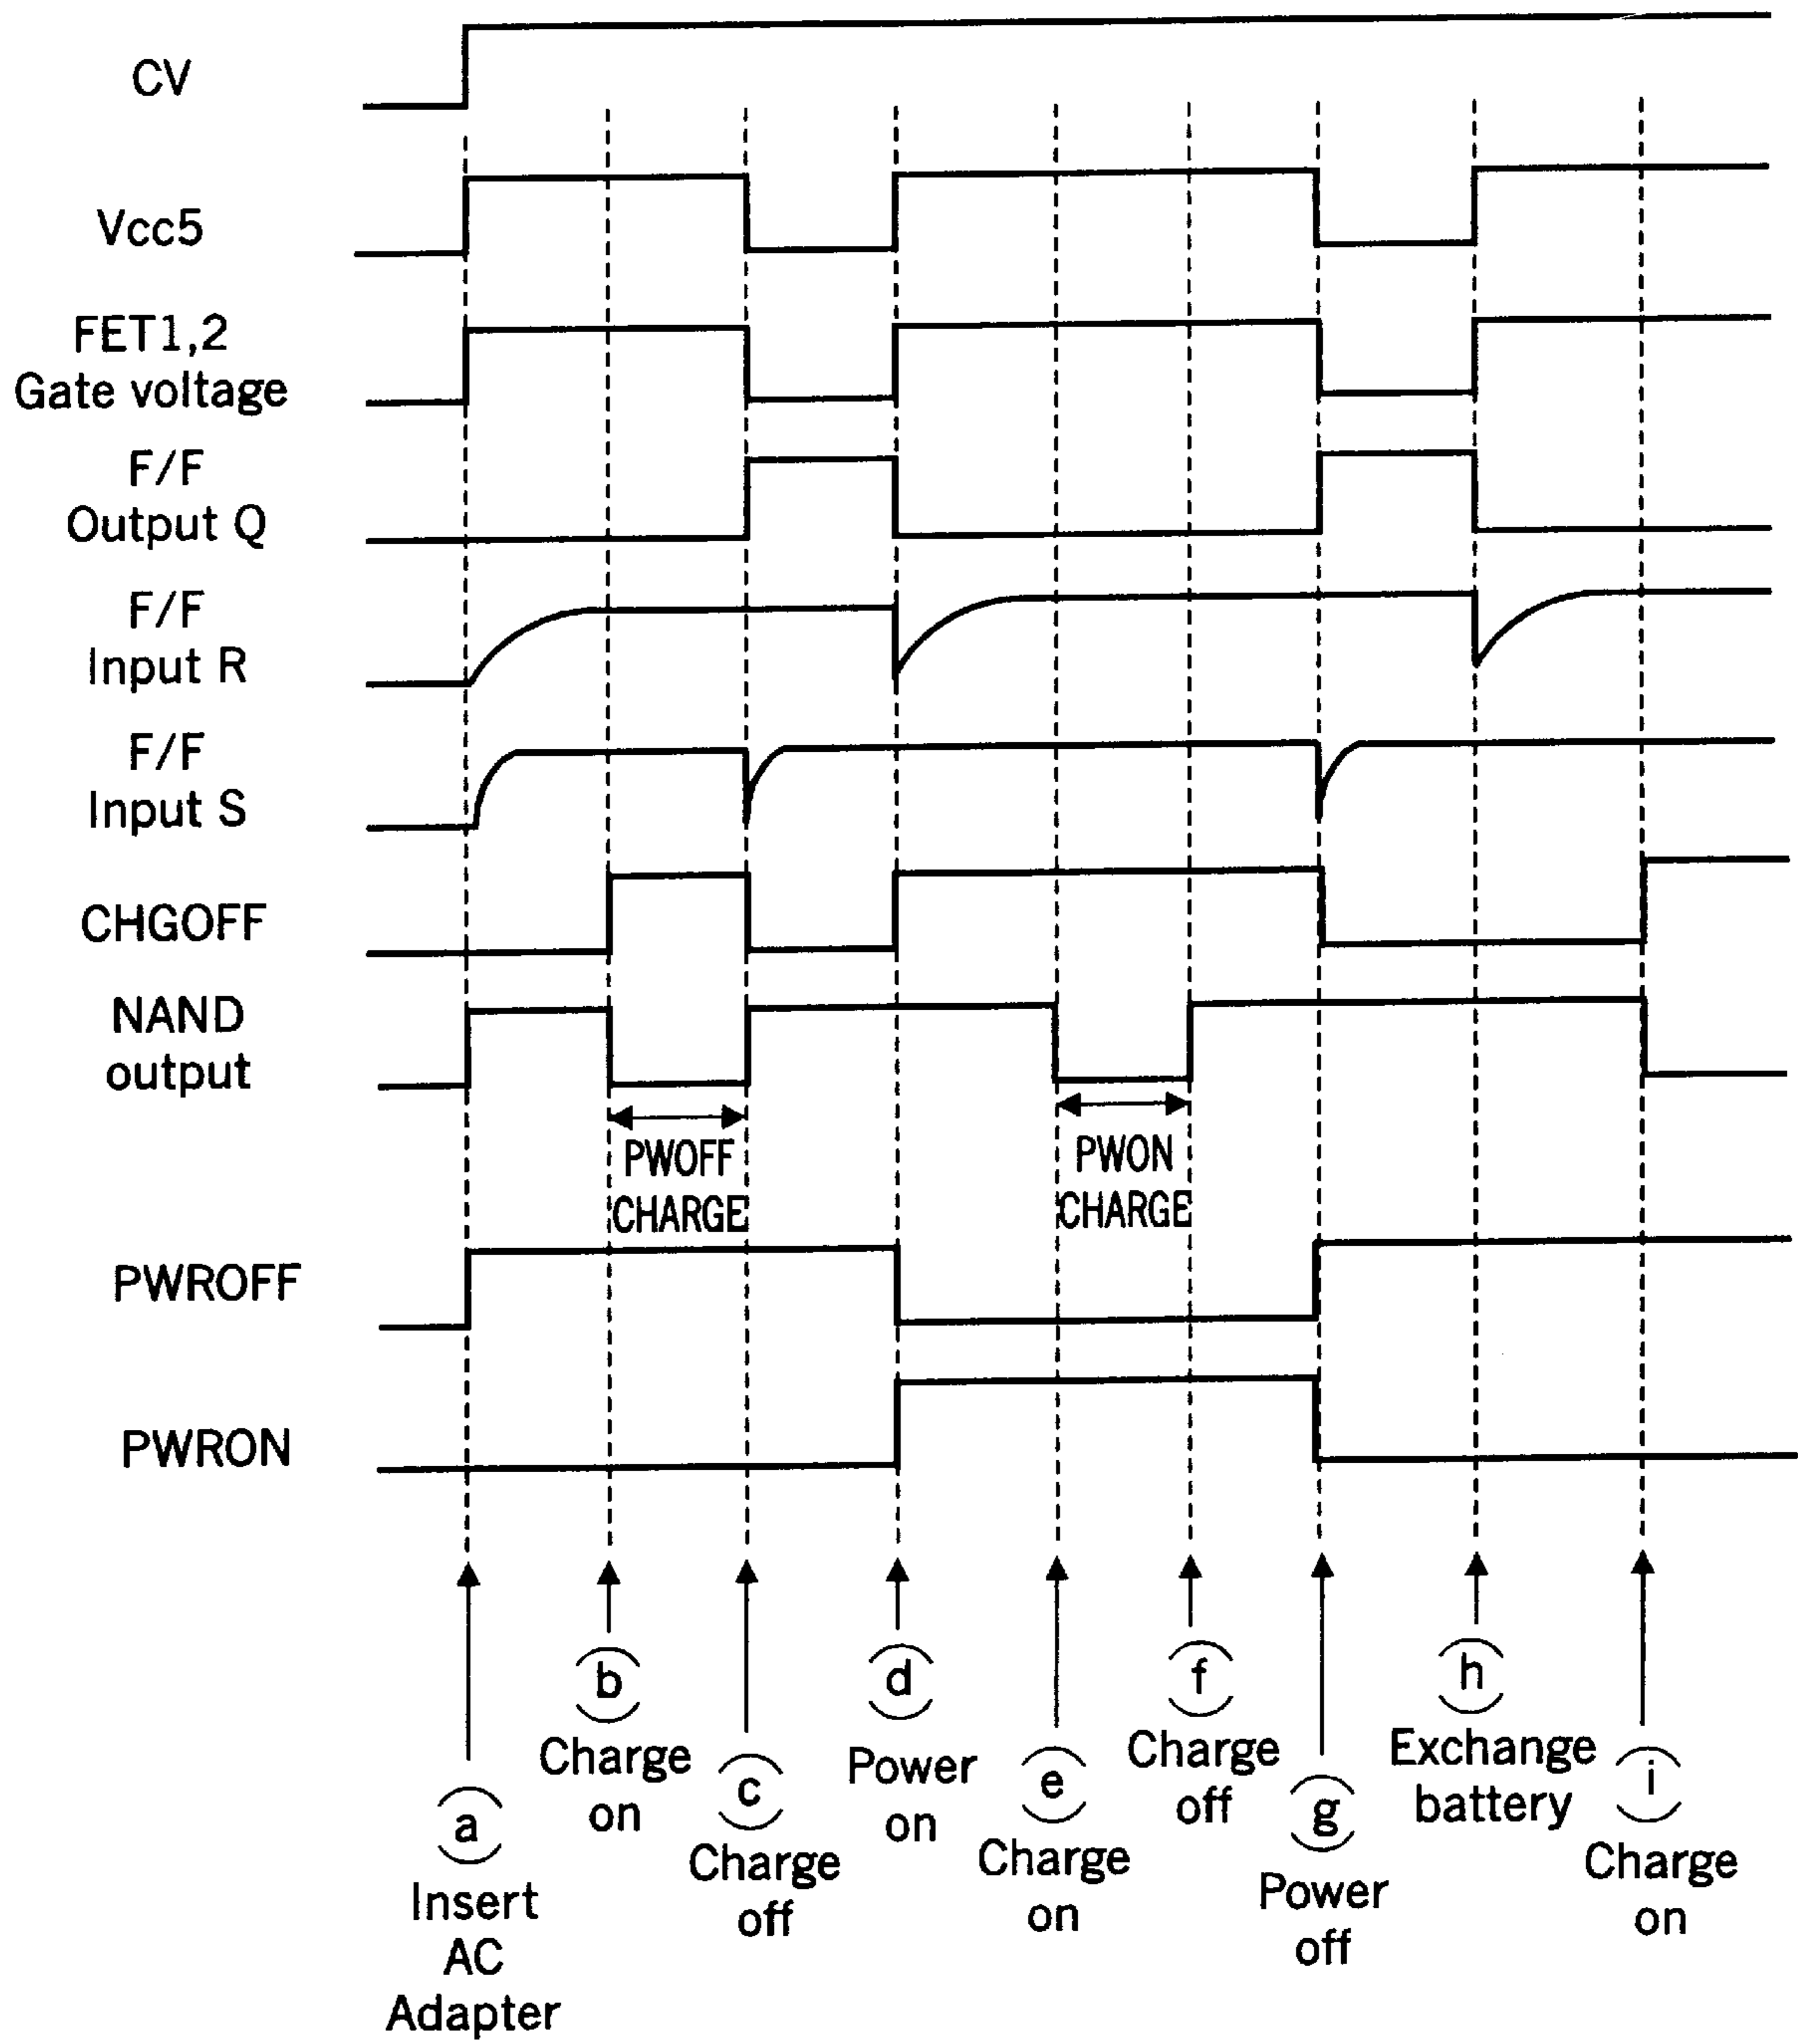 CV
Vcc5
FET1,2
Gate voltage
F/F
Output Q
F/F
Input R
F/F
Input S
CHGOFF
NAND
output
PWOFF
CHARGE
PWON
CHARGE
PWROFF
PWRON
(a)
Insert
AC
Adapter
(b)
Charge
on
(c)
Charge
off
(d)
Power
on
(e)
Charge
on
(f)
Charge
off
(g)
Power
off
(h)
Exchange
battery
(i)
Charge
on